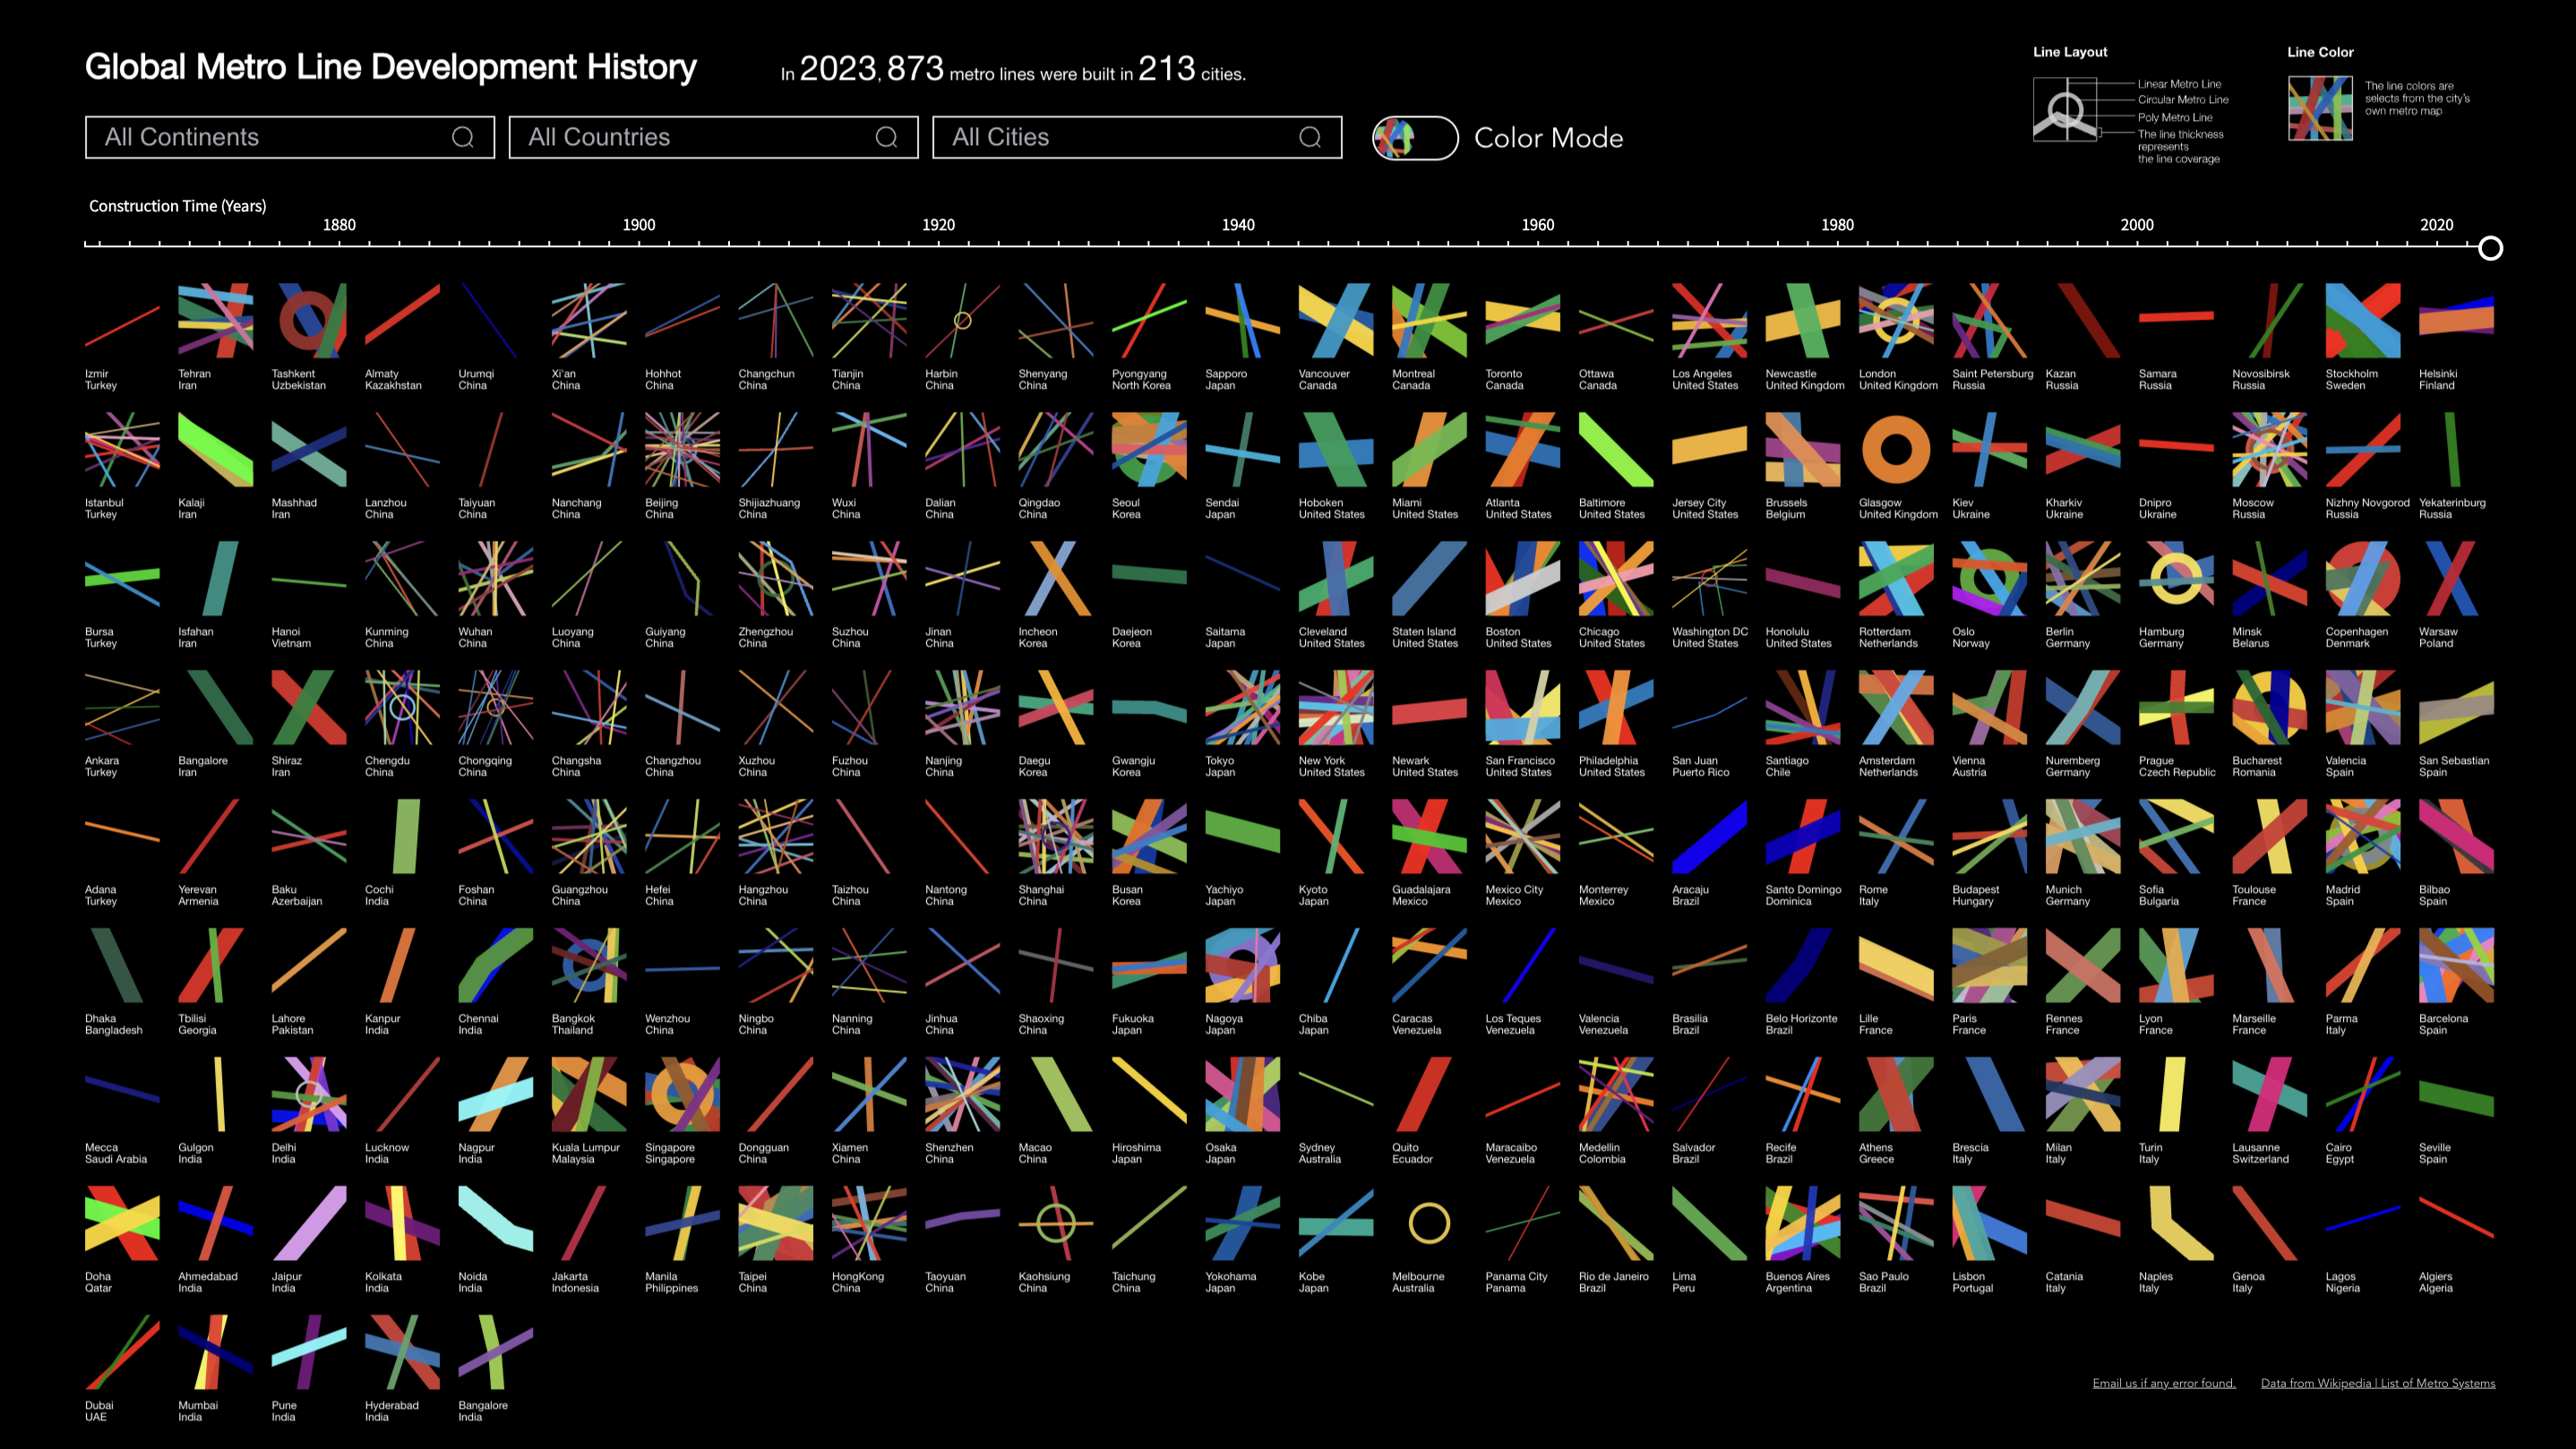 Global Metro Line Development History
In 2023, 873 metro lines were built in 213 cities.
Line Layout
Linear Metro Line
Circular Metro Line
Poly Metro Line
The line thickness
represents
the line coverage
Line Color
The line colors are
selects from the city's
own metro map
All Continents
All Countries
All Cities
Color Mode
Construction Time (Years)
1880 1900 1920 1940 1960 1980 2000 2020
Izmir Tehran Tashkent Almaty Urumqi Xi'an Hohhot Changchun Tianjin Harbin Shenyang Pyongyang Sapporo Vancouver Montreal Toronto Ottawa Los Angeles Newcastle London Saint Petersburg Kazan Samara Novosibirsk Stockholm Helsinki
Turkey Iran Uzbekistan Kazakhstan China China China China China China China North Korea Japan Canada Canada Canada Canada United States United Kingdom United Kingdom Russia Russia Russia Russia Sweden Finland
Istanbul Kalaji Mashhad Lanzhou Taiyuan Nanchang Beijing Shijiazhuang Wuxi Dalian Qingdao Seoul Sendai Hoboken Miami Atlanta Baltimore Jersey City Brussels Glasgow Kiev Kharkiv Dnipro Moscow Nizhny Novgorod Yekaterinburg
Turkey Iran Iran China China China China China China China China Korea Japan United States United States United States United States United States Belgium United Kingdom Ukraine Ukraine Ukraine Russia Russia Russia
Bursa Isfahan Hanoi Kunming Wuhan Luoyang Guiyang Zhengzhou Suzhou Jinan Incheon Daejeon Saitama Cleveland Staten Island Boston Chicago Washington DC Honolulu Rotterdam Oslo Berlin Hamburg Minsk Copenhagen Warsaw
Turkey Iran Vietnam China China China China China China China Korea Korea Japan United States United States United States United States United States United States Netherlands Norway Germany Germany Belarus Denmark Poland
Ankara Bangalore Shiraz Chengdu Chongqing Changsha Changzhou Xuzhou Fuzhou Nanjing Daegu Gwangju Tokyo New York Newark San Francisco Philadelphia San Juan Santiago Amsterdam Vienna Nuremberg Prague Bucharest Valencia San Sebastian
Turkey Iran Iran China China China China China China China Korea Korea Japan United States United States United States United States Puerto Rico Chile Netherlands Austria Germany Czech Republic Romania Spain Spain
Adana Yerevan Baku Cochi Foshan Guangzhou Hefei Hangzhou Taizhou Nantong Shanghai Busan Yachiyo Kyoto Guadalajara Mexico City Monterrey Aracaju Santo Domingo Rome Budapest Munich Sofia Toulouse Madrid Bilbao
Turkey Armenia Azerbaijan India China China China China China China China Korea Japan Japan Mexico Mexico Mexico Brazil Dominica Italy Hungary Germany Bulgaria France Spain Spain
Dhaka Tbilisi Lahore Kanpur Chennai Bangkok Wenzhou Ningbo Nanning Jinhua Shaoxing Fukuoka Nagoya Chiba Caracas Los Teques Valencia Brasilia Belo Horizonte Lille Paris Rennes Lyon Marseille Parma Barcelona
Bangladesh Georgia Pakistan India India Thailand China China China China China Japan Japan Japan Venezuela Venezuela Venezuela Brazil Brazil France France France France France Italy Spain
Mecca Gulgon Delhi Lucknow Nagpur Kuala Lumpur Singapore Dongguan Xiamen Shenzhen Macao Hiroshima Osaka Sydney Quito Maracaibo Medellin Salvador Recife Athens Brescia Milan Turin Lausanne Cairo Seville
Saudi Arabia India India India India Malaysia Singapore China China China China Japan Japan Australia Ecuador Venezuela Colombia Brazil Brazil Greece Italy Italy Italy Switzerland Egypt Spain
Doha Ahmedabad Jaipur Kolkata Noida Jakarta Manila Taipei HongKong Taoyuan Kaohsiung Taichung Yokohama Kobe Melbourne Panama City Rio de Janeiro Lima Buenos Aires Sao Paulo Lisbon Catania Naples Genoa Lagos Algiers
Qatar India India India India Indonesia Philippines China China China China China Japan Japan Australia Panama Brazil Peru Argentina Brazil Portugal Italy Italy Italy Nigeria Algeria
Dubai Mumbai Pune Hyderabad Bangalore
UAE India India India India
Email us if any error found. Data from Wikipedia | List of Metro Systems